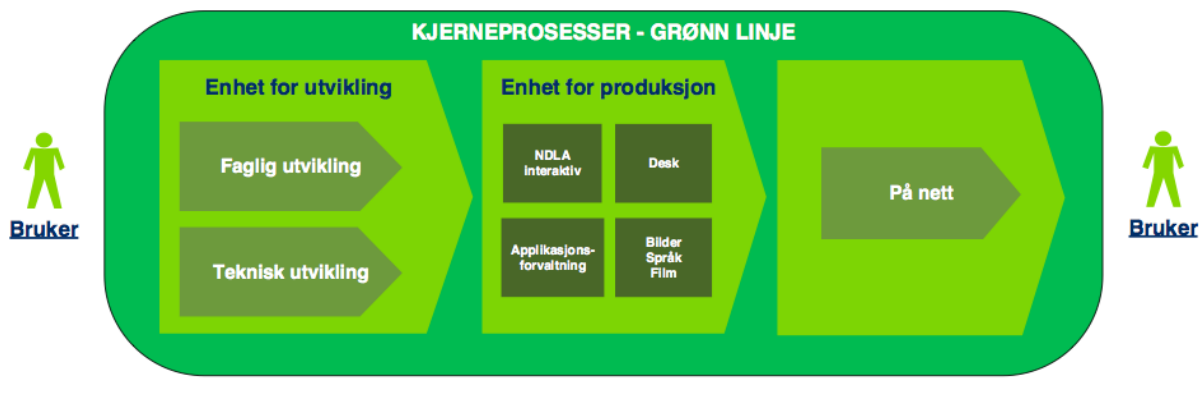 KJERNEPROSESSER - GRØNN LINJE
Bruker
Enhet for utvikling
Faglig utvikling
Teknisk utvikling
Enhet for produksjon
NDLA
interaktiv
Desk
Applikasjons-
forvaltning
Bilder
Språk
Film
På nett
Bruker